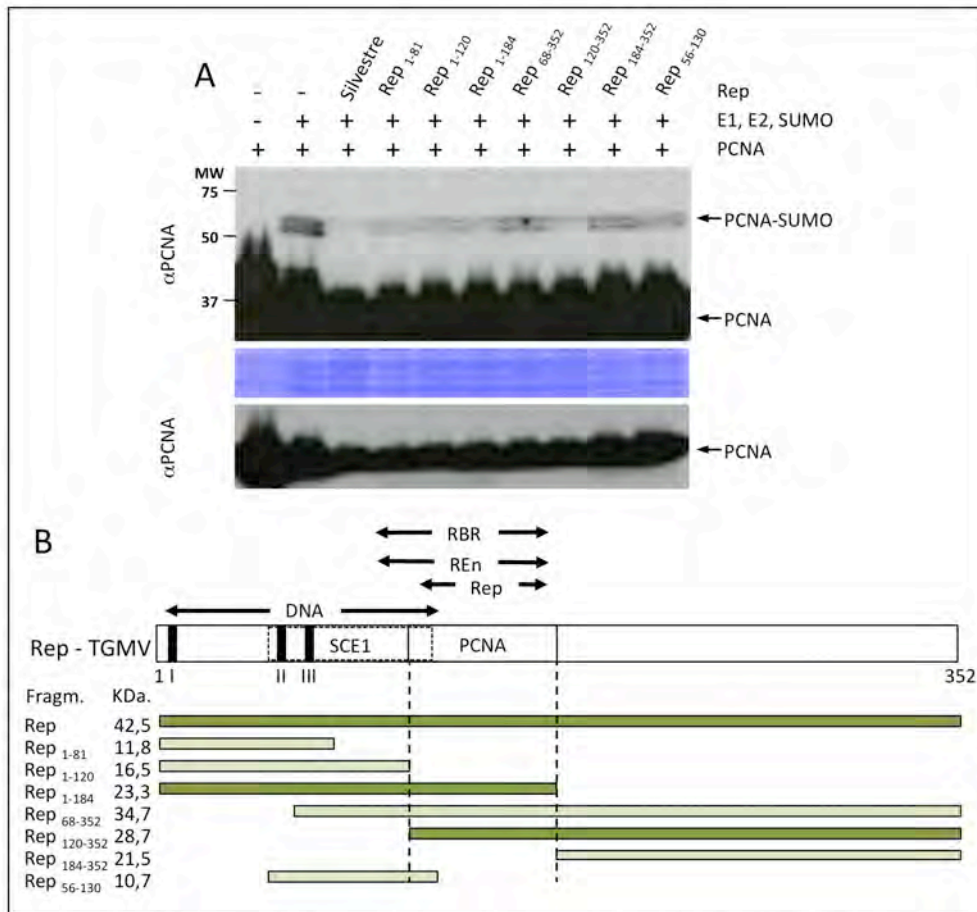 A
Silvestre Rep 1-81 Rep 1-120 Rep 1-184 Rep 68-352 Rep 120-352 Rep 184-352 Rep 56-130
- - Rep
- + + + + + + + + + E1, E2, SUMO
+ + + + + + + + + + PCNA
MW
75
PCNA-SUMO
50
αPCNA
37
PCNA
αPCNA
PCNA
B
RBR
REn
Rep
DNA
Rep - TGMV SCE1 PCNA
1 I II III 352
Fragm. KDa.
Rep 42,5
Rep 1-81 11,8
Rep 1-120 16,5
Rep 1-184 23,3
Rep 68-352 34,7
Rep 120-352 28,7
Rep 184-352 21,5
Rep 56-130 10,7